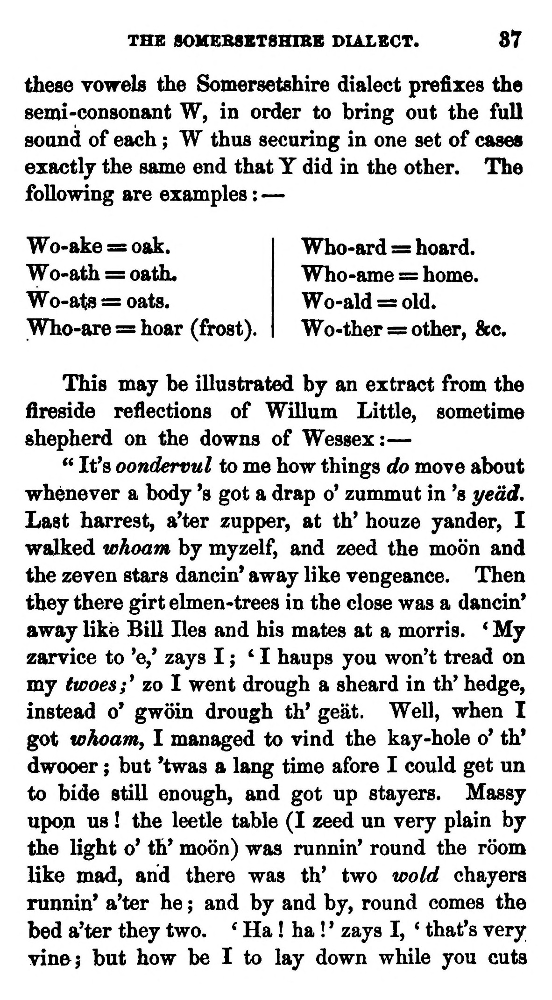 THE SOMERSETSHIRE DIALECT. 37
these vowels the Somersetshire dialect prefixes the
semi-consonant W, in order to bring out the full
sound of each; W thus securing in one set of cases
exactly the same end that Y did in the other. The
following are examples:—
Wo-ake = oak.
Wo-ath = oath.
Wo-ats = oats.
Who-are = hoar (frost).
Who-ard = hoard.
Who-ame = home.
Wo-ald = old.
Wo-ther = other, &c.
This may be illustrated by an extract from the
fireside reflections of Willum Little, sometime
shepherd on the downs of Wessex:—
“It’s oondervul to me how things do move about
whenever a body ’s got a drap o’ zummut in ’s yeäd.
Last harrest, a’ter zupper, at th’ houze yander, I
walked whoam by myzelf, and zeed the moön and
the zeven stars dancin’ away like vengeance. Then
they there girt elmen-trees in the close was a dancin’
away like Bill Iles and his mates at a morris. ‘My
zarvice to ’e,’ zays I; ‘I haups you won’t tread on
my twoes;’ zo I went drough a sheard in th’ hedge,
instead o’ gwöin drough th’ geät. Well, when I
got whoam, I managed to vind the kay-hole o’ th’
dwooer; but ’twas a lang time afore I could get un
to bide still enough, and got up stayers. Massy
upon us! the leetle table (I zeed un very plain by
the light o’ th’ moön) was runnin’ round the röom
like mad, and there was th’ two wold chayers
runnin’ a’ter he; and by and by, round comes the
bed a’ter they two. ‘Ha! ha!’ zays I, ‘that’s very
vine; but how be I to lay down while you cuts